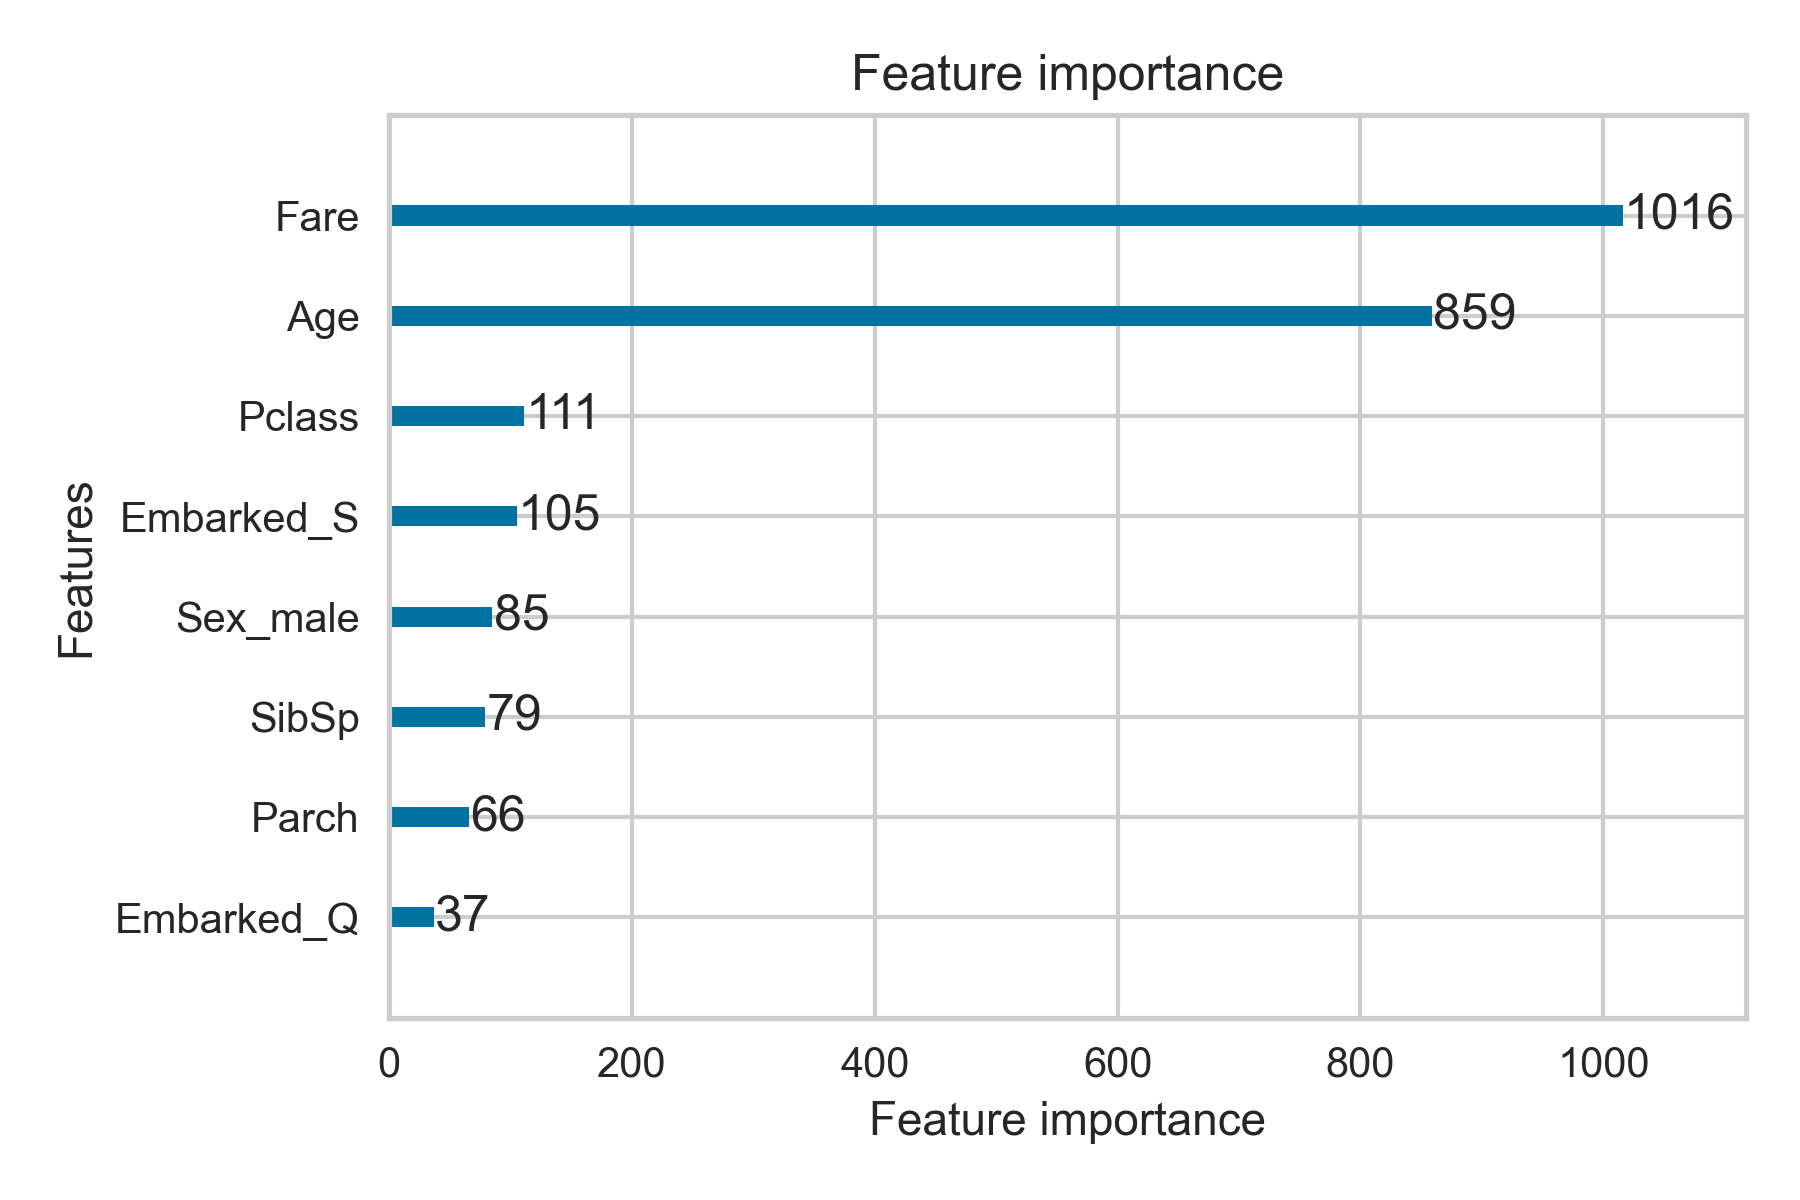 Feature importance
Fare 1016
Age 859
Pclass 111
Embarked_S 105
Sex_male 85
SibSp 79
Parch 66
Embarked_Q 37
Features
0 200 400 600 800 1000
Feature importance